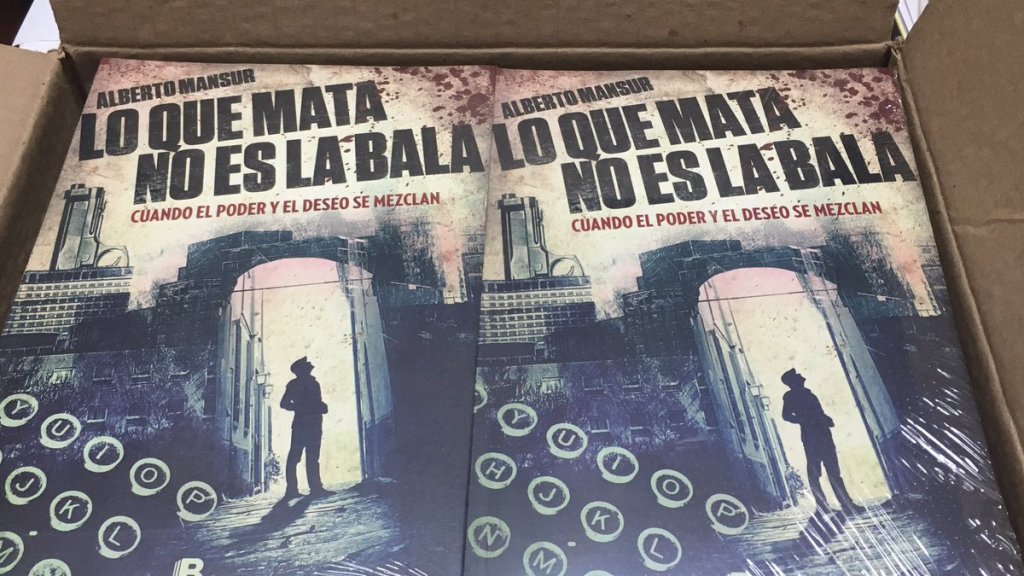 ALBERTO MANSUR
LO QUE MATA
NO ES LA BALA
CUANDO EL PODER Y EL DESEO SE MEZCLAN
Y U I O P
J K L
M
B
ALBERTO MANSUR
LO QUE MATA
NO ES LA BALA
CUANDO EL PODER Y EL DESEO SE MEZCLAN
Y U I O P
H J K L
N M